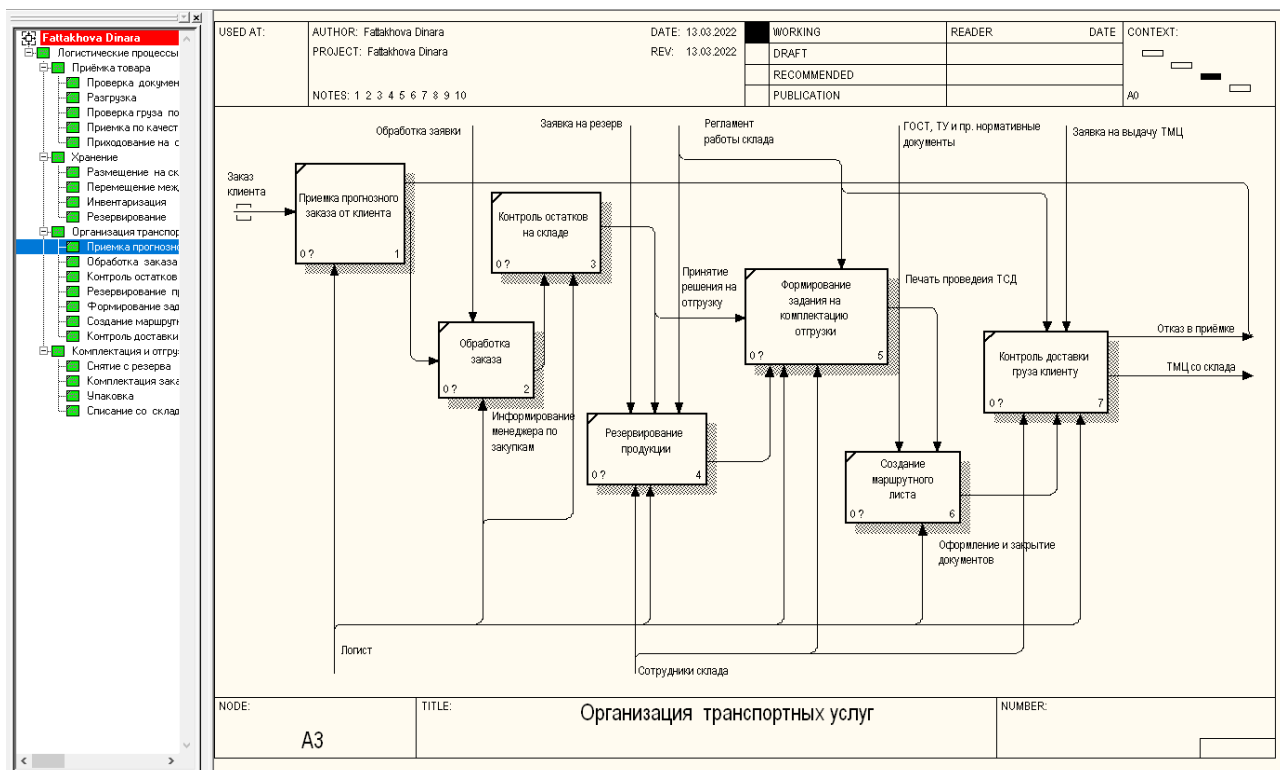 Fattakhova Dinara
Логистические процессы
Приёмка товара
Проверка докумен
Разгрузка
Проверка груза по
Приемка по качест
Приходование на с
Хранение
Размещение на ск
Перемещение меж
Инвентаризация
Резервирование
Организация транспор
Приемка прогнозно
Обработка заказа
Контроль остатков
Резервирование пр
Формирование зад
Создание маршрутн
Контроль доставки
Комплектация и отгру
Снятие с резерва
Комплектация зака
Упаковка
Списание со склад
USED AT:
AUTHOR: Fattakhova Dinara
DATE: 13.03.2022
PROJECT: Fattakhova Dinara
REV: 13.03.2022
NOTES: 1 2 3 4 5 6 7 8 9 10
WORKING
DRAFT
RECOMMENDED
PUBLICATION
READER
DATE
CONTEXT:
A0
Обработка заявки
Заявка на резерв
Регламент
работы склада
ГОСТ, ТУ и пр. нормативные
документы
Заявка на выдачу ТМЦ
Заказ
клиента
Приемка прогнозного
заказа от клиента
0 ?
1
Контроль остатков
на складе
0 ?
3
Принятие
решения на
отгрузку
Формирование
задания на
комплектацию
отгрузки
0 ?
5
Печать проведеия ТСД
Обработка
заказа
0 ?
2
Отказ в приёмке
Контроль доставки
груза клиенту
0 ?
7
ТМЦ со склада
Информирование
менеджера по
закупкам
Резервирование
продукции
0 ?
4
Создание
маршрутного
листа
0 ?
6
Оформление и закрытие
документов
Логист
Сотрудники склада
NODE:
A3
TITLE:
Организация транспортных услуг
NUMBER: